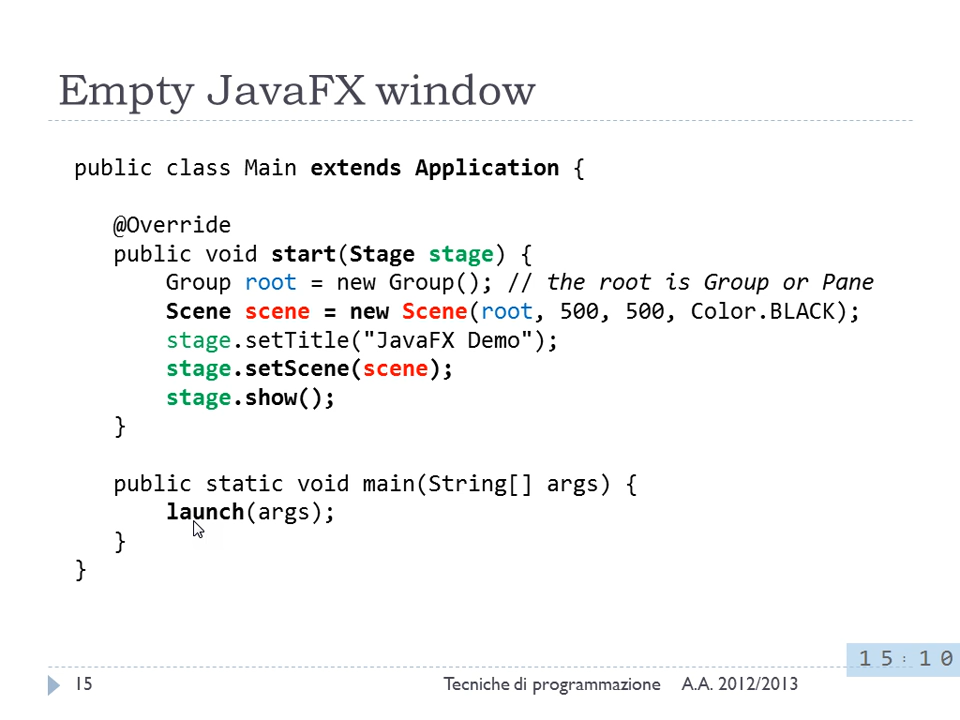 Empty JavaFX window
public class Main extends Application {
@Override
public void start(Stage stage) {
Group root = new Group(); // the root is Group or Pane
Scene scene = new Scene(root, 500, 500, Color.BLACK);
stage.setTitle("JavaFX Demo");
stage.setScene(scene);
stage.show();
}
public static void main(String[] args) {
launch(args);
}
}
15:10
15 Tecniche di programmazione A.A. 2012/2013